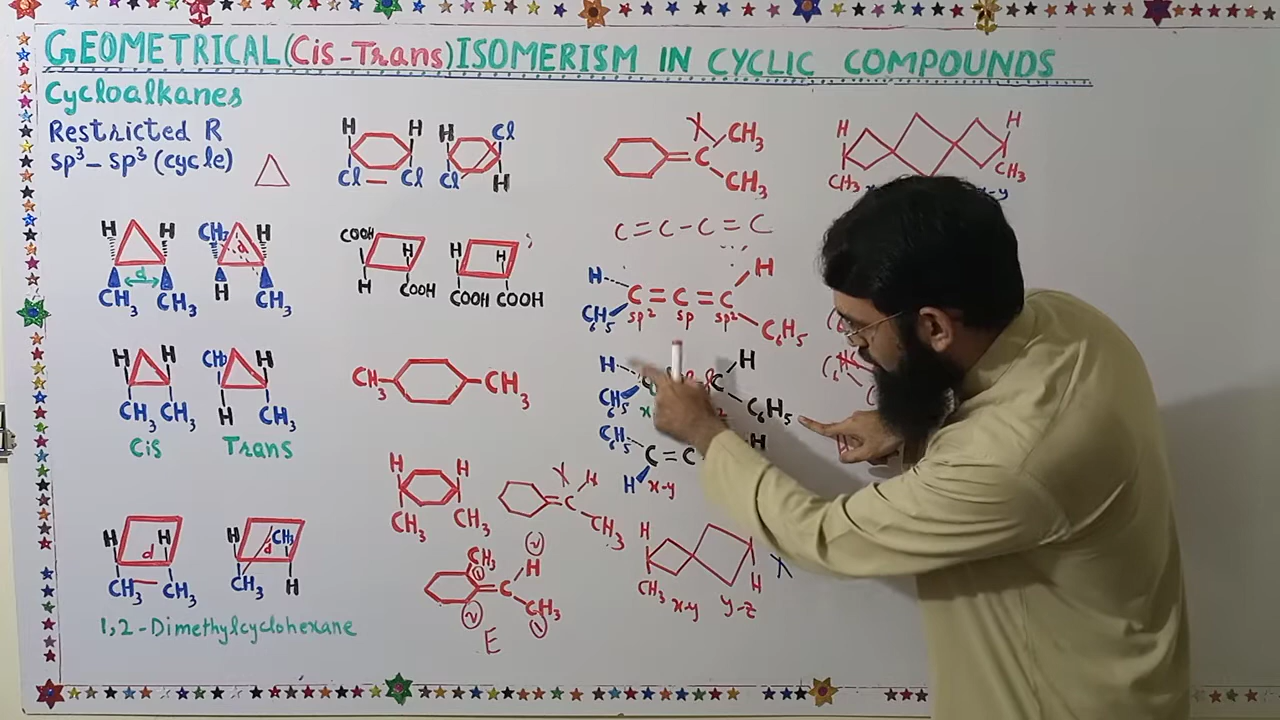 GEOMETRICAL (Cis-Trans) ISOMERISM IN CYCLIC COMPOUNDS
Cycloalkanes
Restricted R
sp³-sp³ (cycle)
H H H Cl
Cl Cl Cl H
CH₃
C
CH₃
H H
CH₃ CH₃
C=C-C=C
H H CH₃ H
d d
CH₃ CH₃ H CH₃
COOH H H H
H COOH COOH COOH
H H
C=C=C
C₆H₅ sp² sp sp² C₆H₅
H H CH₃ H
CH₃ CH₃ H CH₃
Cis Trans
CH₃ CH₃
H H
C C
C₆H₅ C₆H₅
C₆H₅ H
C=C
H x-y
H H
CH₃ CH₃
X H
C
CH₃
H H H CH₃
d d
CH₃ CH₃ CH₃ H
1,2-Dimethylcyclohexane
CH₃ H
C
CH₃
E
H
CH₃ H X
x-y y-z
H H
CH₃ CH₃